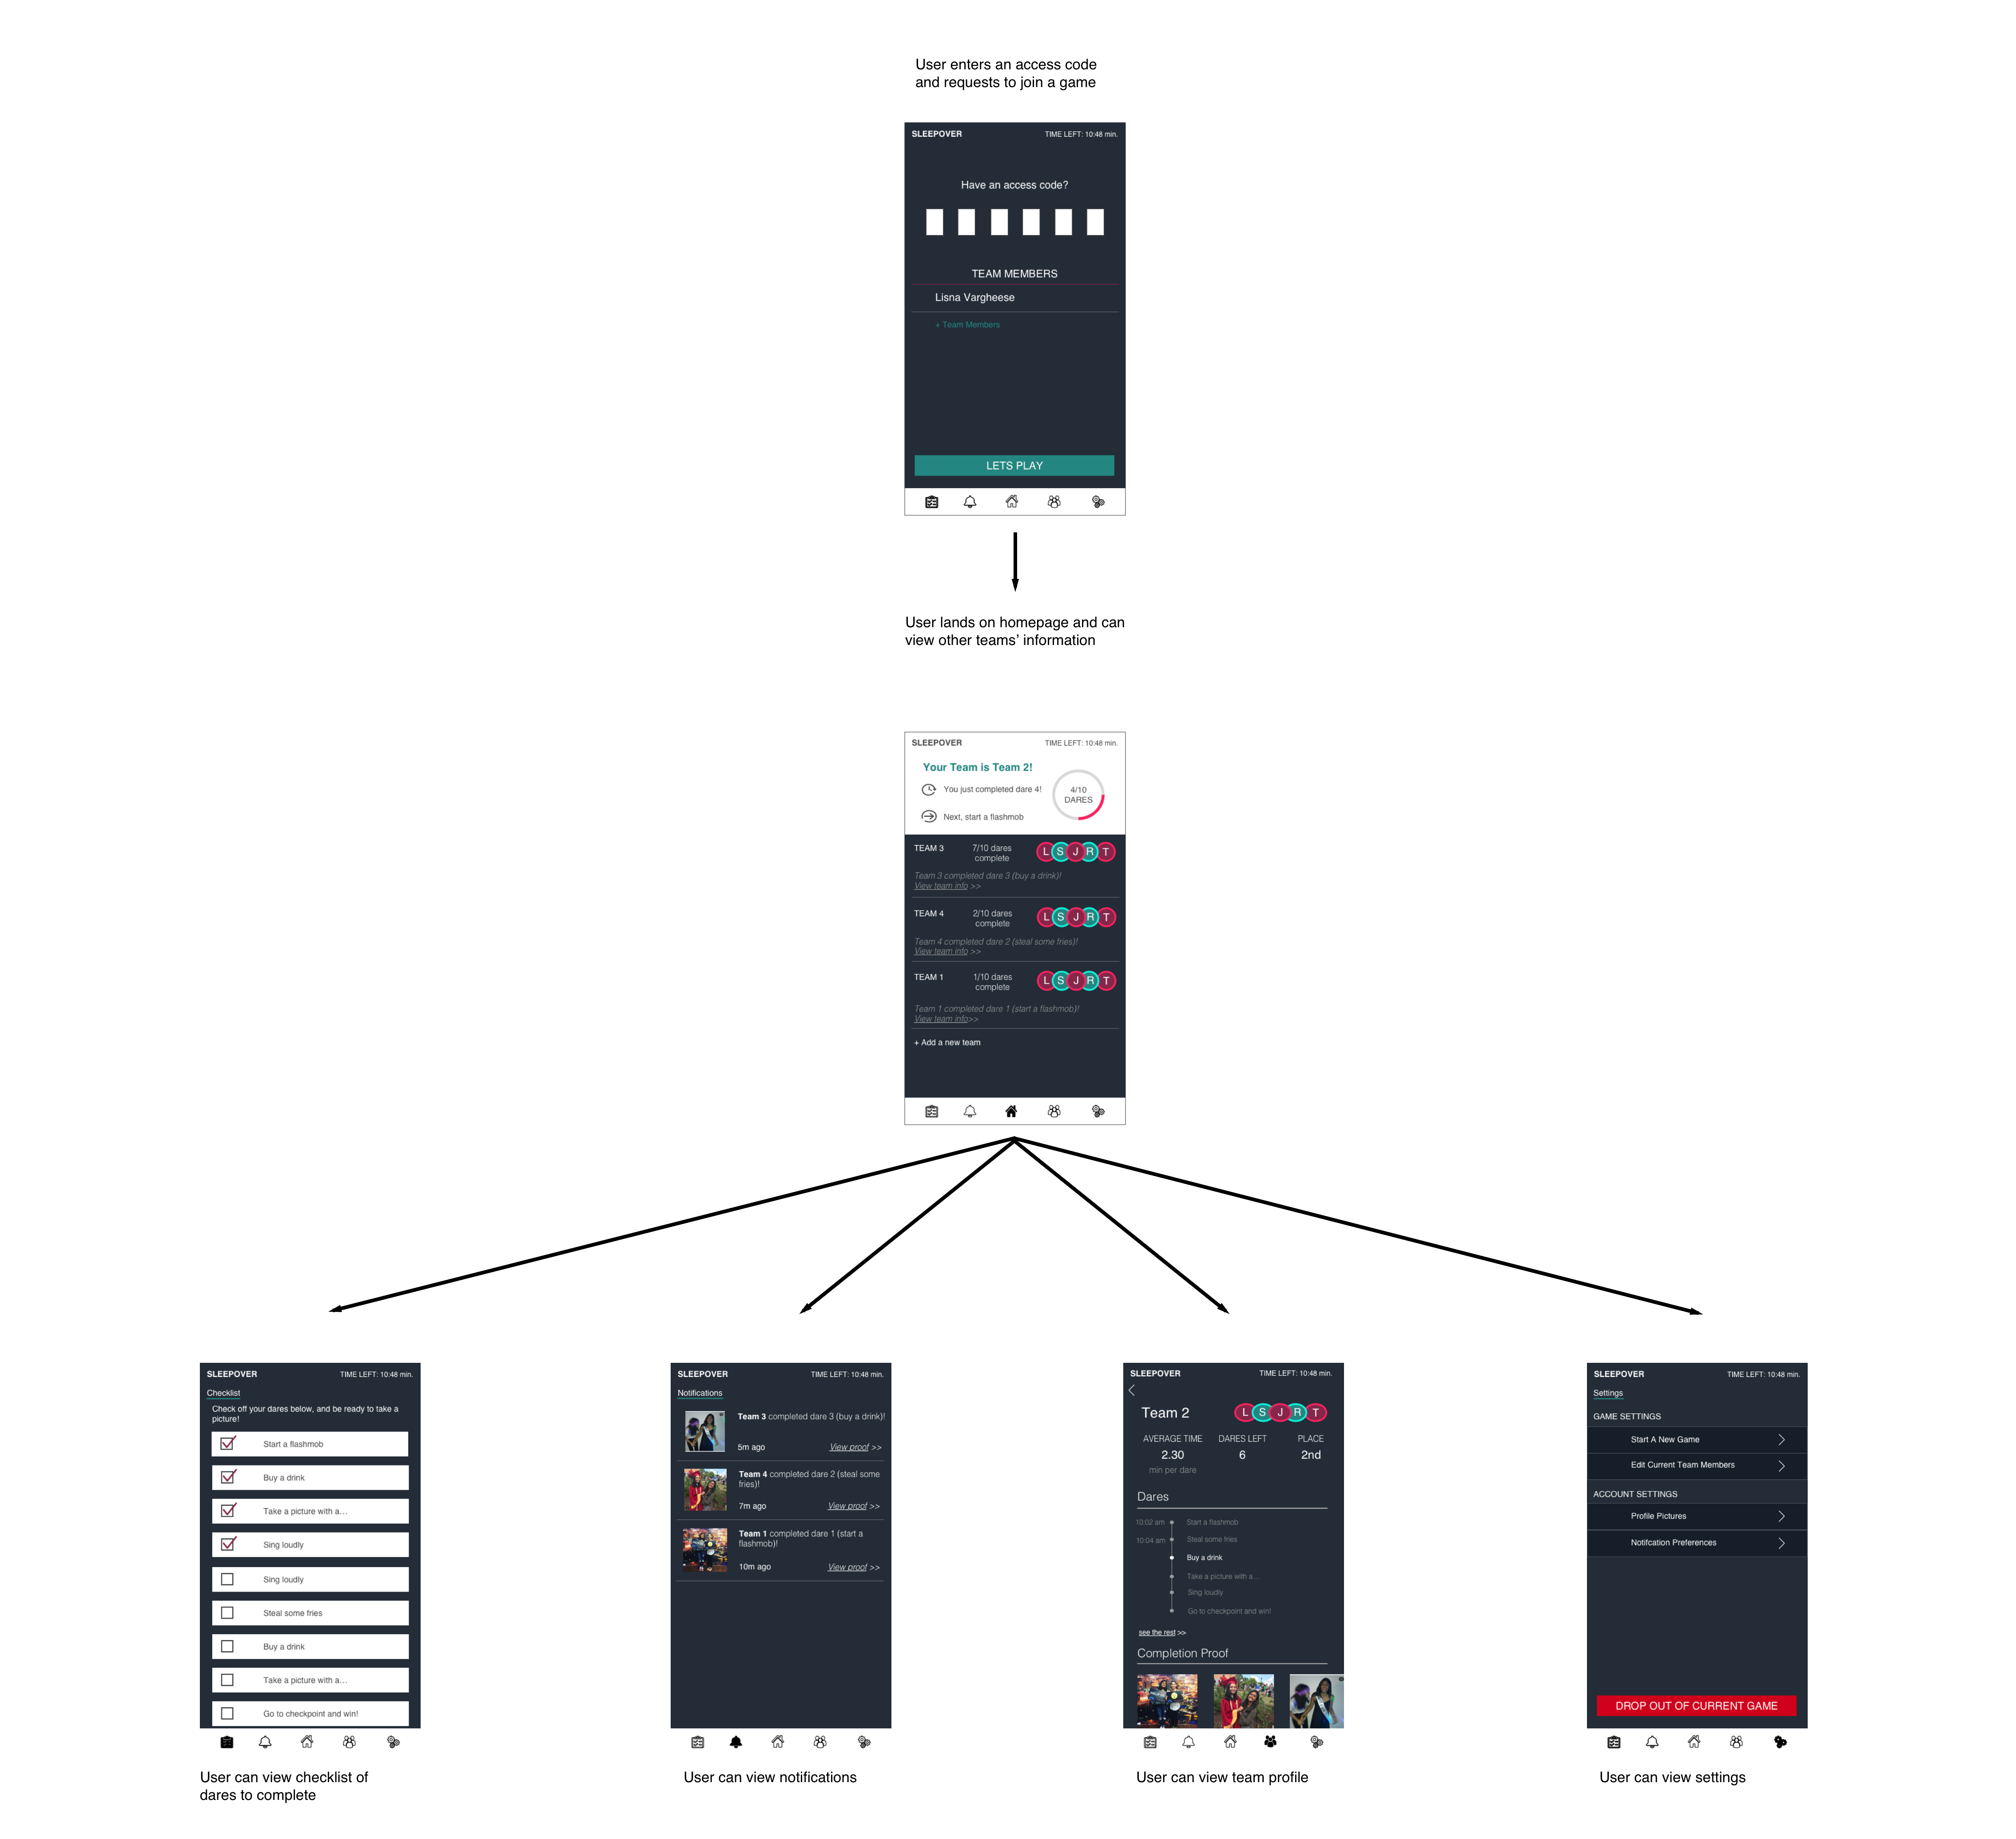 User enters an access code
and requests to join a game
SLEEPOVER
TIME LEFT: 10:48 min.
Have an access code?
TEAM MEMBERS
Lisna Vargheese
+ Team Members
LETS PLAY
User lands on homepage and can
view other teams' information
SLEEPOVER
TIME LEFT: 10:48 min.
Your Team is Team 2!
You just completed dare 4!
Next, start a flashmob
4/10
DARES
TEAM 3
7/10 dares
complete
L S J R T
Team 3 completed dare 3 (buy a drink)!
View team info >>
TEAM 4
2/10 dares
complete
L S J R T
Team 4 completed dare 2 (steal some fries)!
View team info >>
TEAM 1
1/10 dares
complete
L S J R T
Team 1 completed dare 1 (start a flashmob)!
View team info>>
+ Add a new team
SLEEPOVER
TIME LEFT: 10:48 min.
Checklist
Check off your dares below, and be ready to take a
picture!
Start a flashmob
Buy a drink
Take a picture with a...
Sing loudly
Sing loudly
Steal some fries
Buy a drink
Take a picture with a...
Go to checkpoint and win!
User can view checklist of
dares to complete
SLEEPOVER
TIME LEFT: 10:48 min.
Notifications
Team 3 completed dare 3 (buy a drink)!
5m ago
View proof >>
Team 4 completed dare 2 (steal some
fries)!
7m ago
View proof >>
Team 1 completed dare 1 (start a
flashmob)!
10m ago
View proof >>
User can view notifications
SLEEPOVER
TIME LEFT: 10:48 min.
Team 2
L S J R T
AVERAGE TIME
DARES LEFT
PLACE
2.30
6
2nd
min per dare
Dares
10:02 am
Start a flashmob
10:04 am
Steal some fries
Buy a drink
Take a picture with a...
Sing loudly
Go to checkpoint and win!
see the rest >>
Completion Proof
User can view team profile
SLEEPOVER
TIME LEFT: 10:48 min.
Settings
GAME SETTINGS
Start A New Game
Edit Current Team Members
ACCOUNT SETTINGS
Profile Pictures
Notifcation Preferences
DROP OUT OF CURRENT GAME
User can view settings